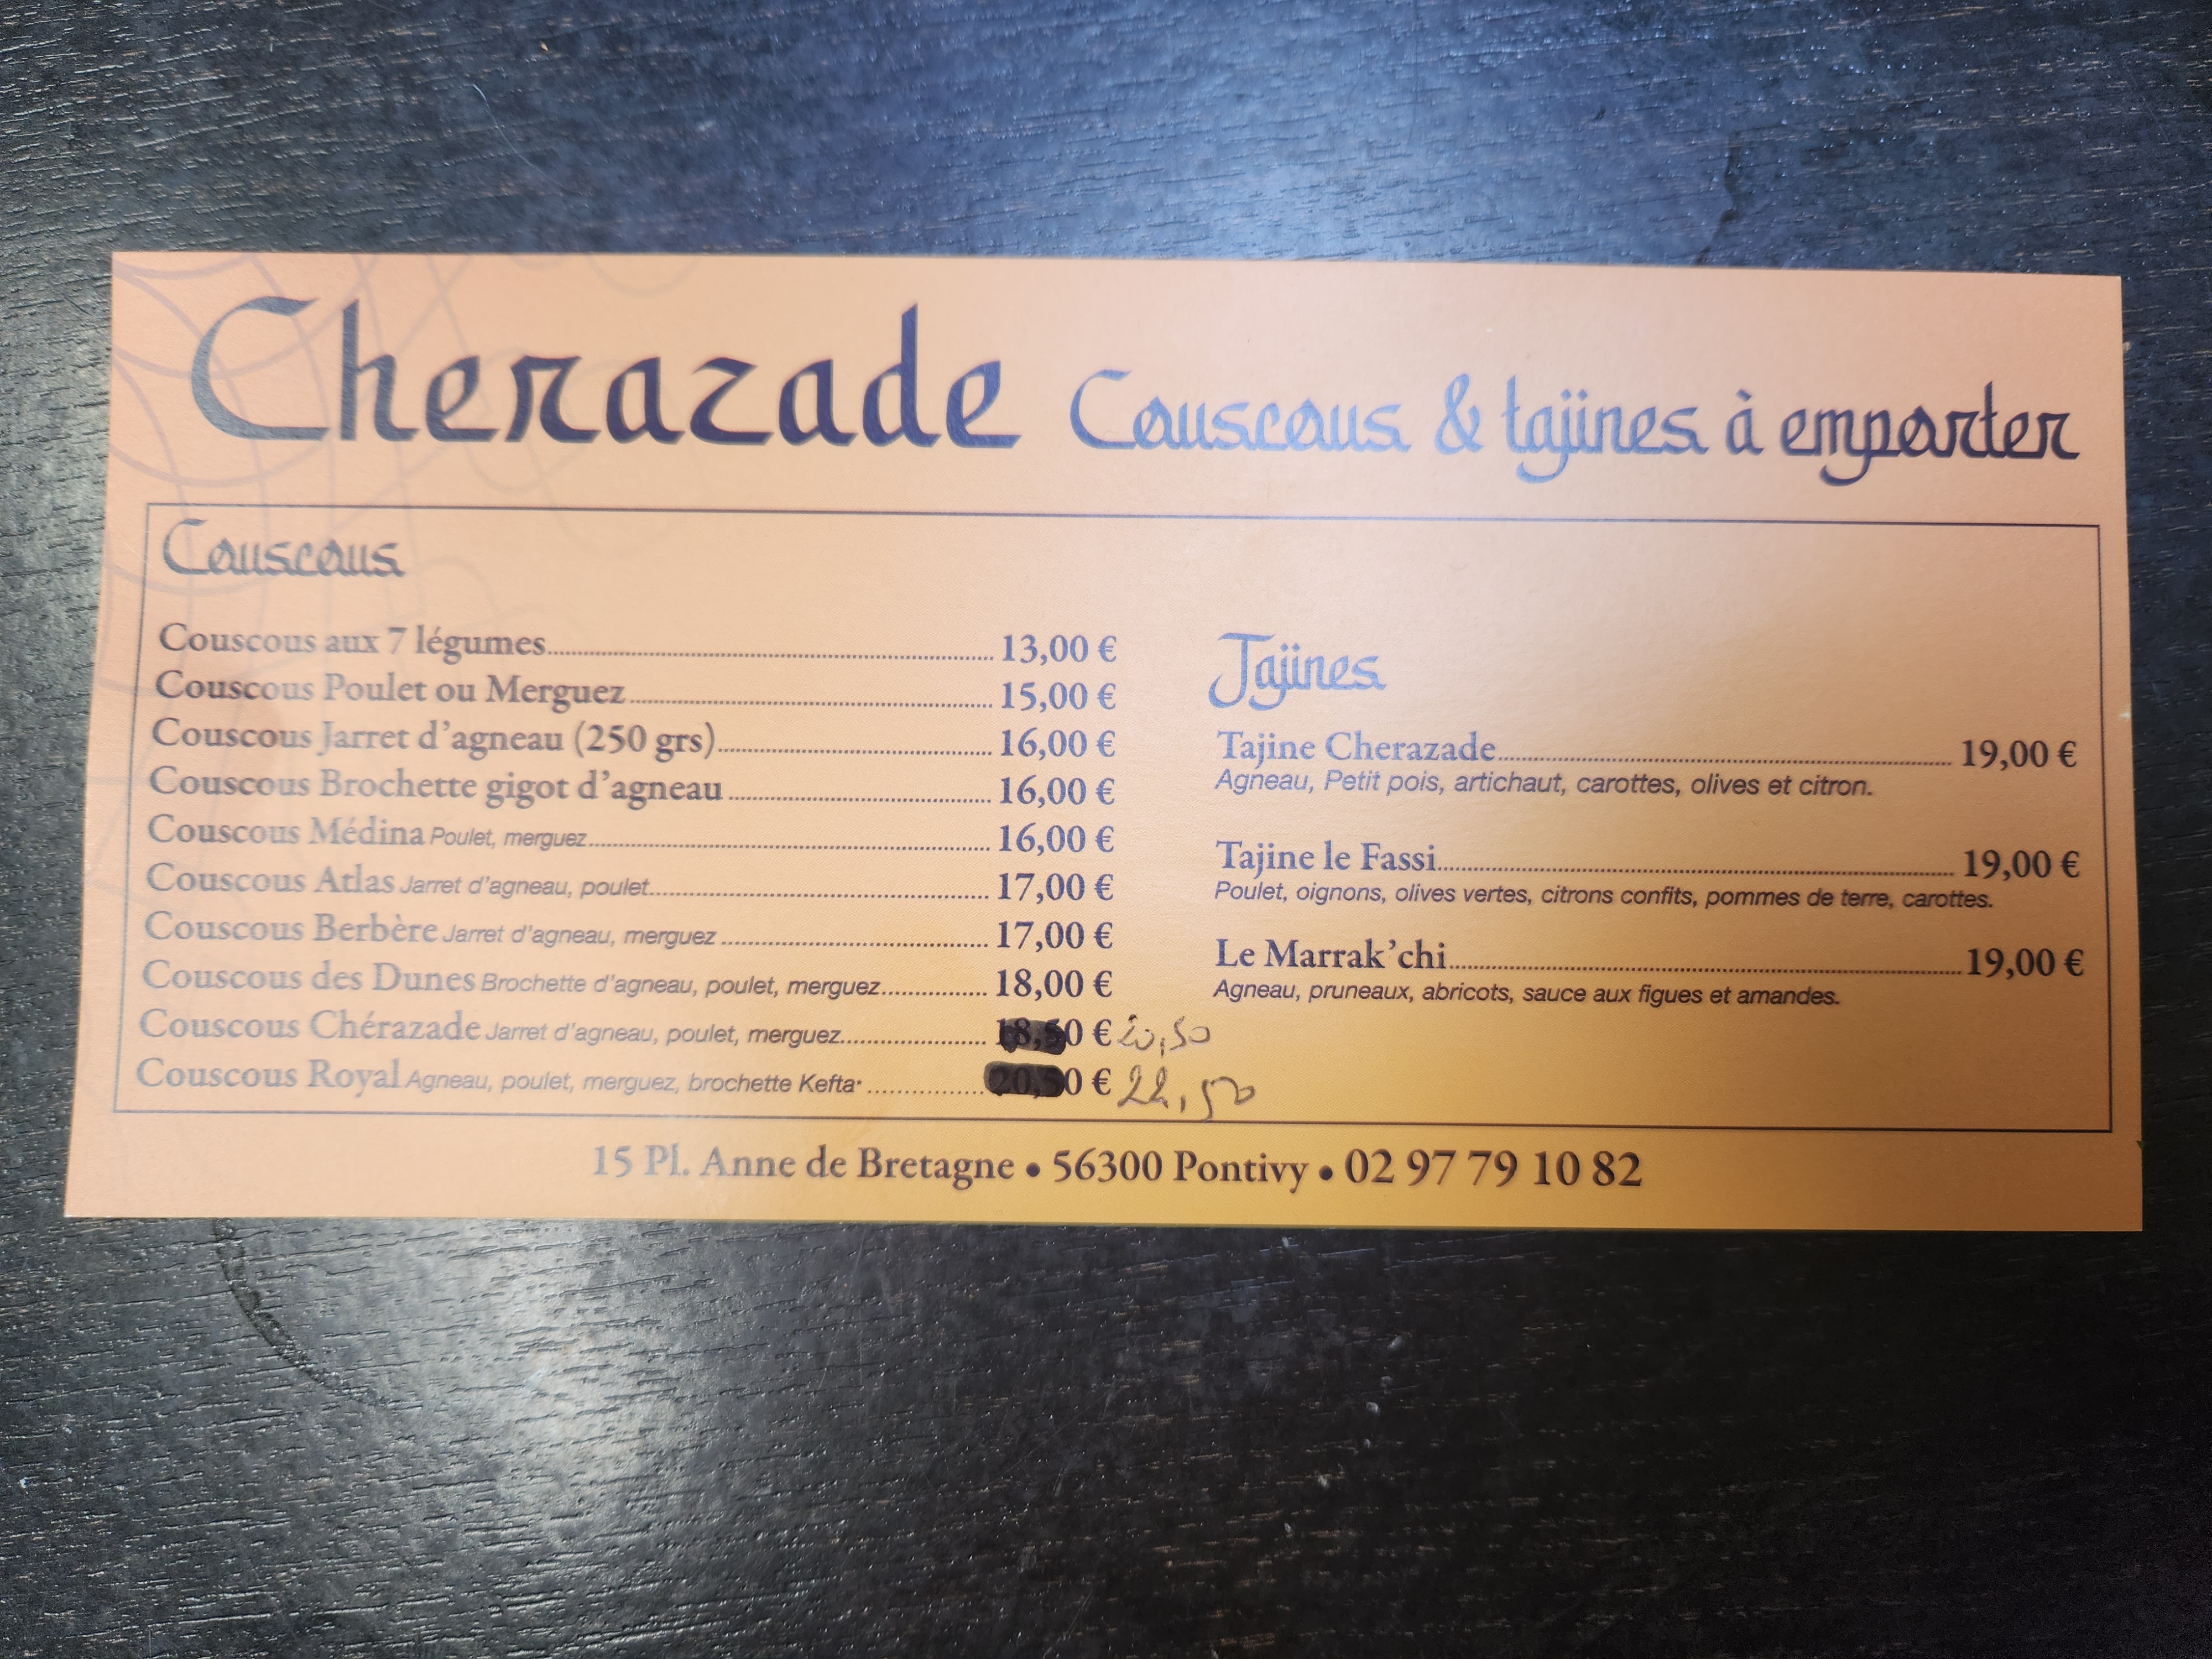 Cherazade Couscous & tajines à emporter
Couscous
Couscous aux 7 légumes 13,00 €
Couscous Poulet ou Merguez 15,00 €
Couscous Jarret d'agneau (250 grs) 16,00 €
Couscous Brochette gigot d'agneau 16,00 €
Couscous Médina Poulet, merguez 16,00 €
Couscous Atlas Jarret d'agneau, poulet 17,00 €
Couscous Berbère Jarret d'agneau, merguez 17,00 €
Couscous des Dunes Brochette d'agneau, poulet, merguez 18,00 €
Couscous Chérazade Jarret d'agneau, poulet, merguez 18,50 € 20,50
Couscous Royal Agneau, poulet, merguez, brochette Kefta* 20,50 € 22,50
Tajines
Tajine Cherazade 19,00 €
Agneau, Petit pois, artichaut, carottes, olives et citron.
Tajine le Fassi 19,00 €
Poulet, oignons, olives vertes, citrons confits, pommes de terre, carottes.
Le Marrak'chi 19,00 €
Agneau, pruneaux, abricots, sauce aux figues et amandes.
15 Pl. Anne de Bretagne • 56300 Pontivy • 02 97 79 10 82